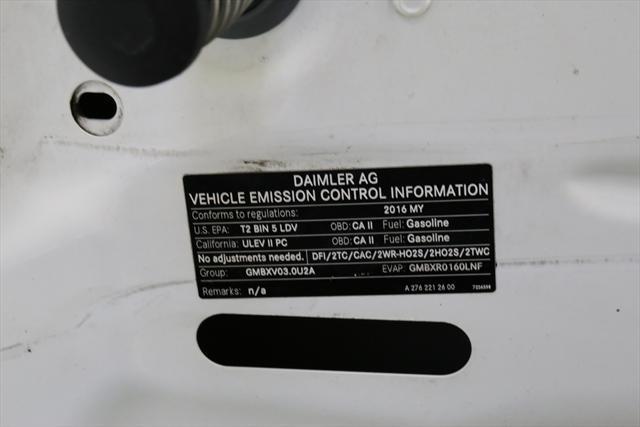 DAIMLER AG
VEHICLE EMISSION CONTROL INFORMATION
Conforms to regulations: 2016 MY
U.S. EPA: T2 BIN 5 LDV OBD: CA II Fuel: Gasoline
California: ULEV II PC OBD: CA II Fuel: Gasoline
No adjustments needed. DFI/2TC/CAC/2WR-HO2S/2HO2S/2TWC
Group: GMBXV03.0U2A EVAP: GMBXR0160LNF
Remarks: n/a A 276 221 26 00